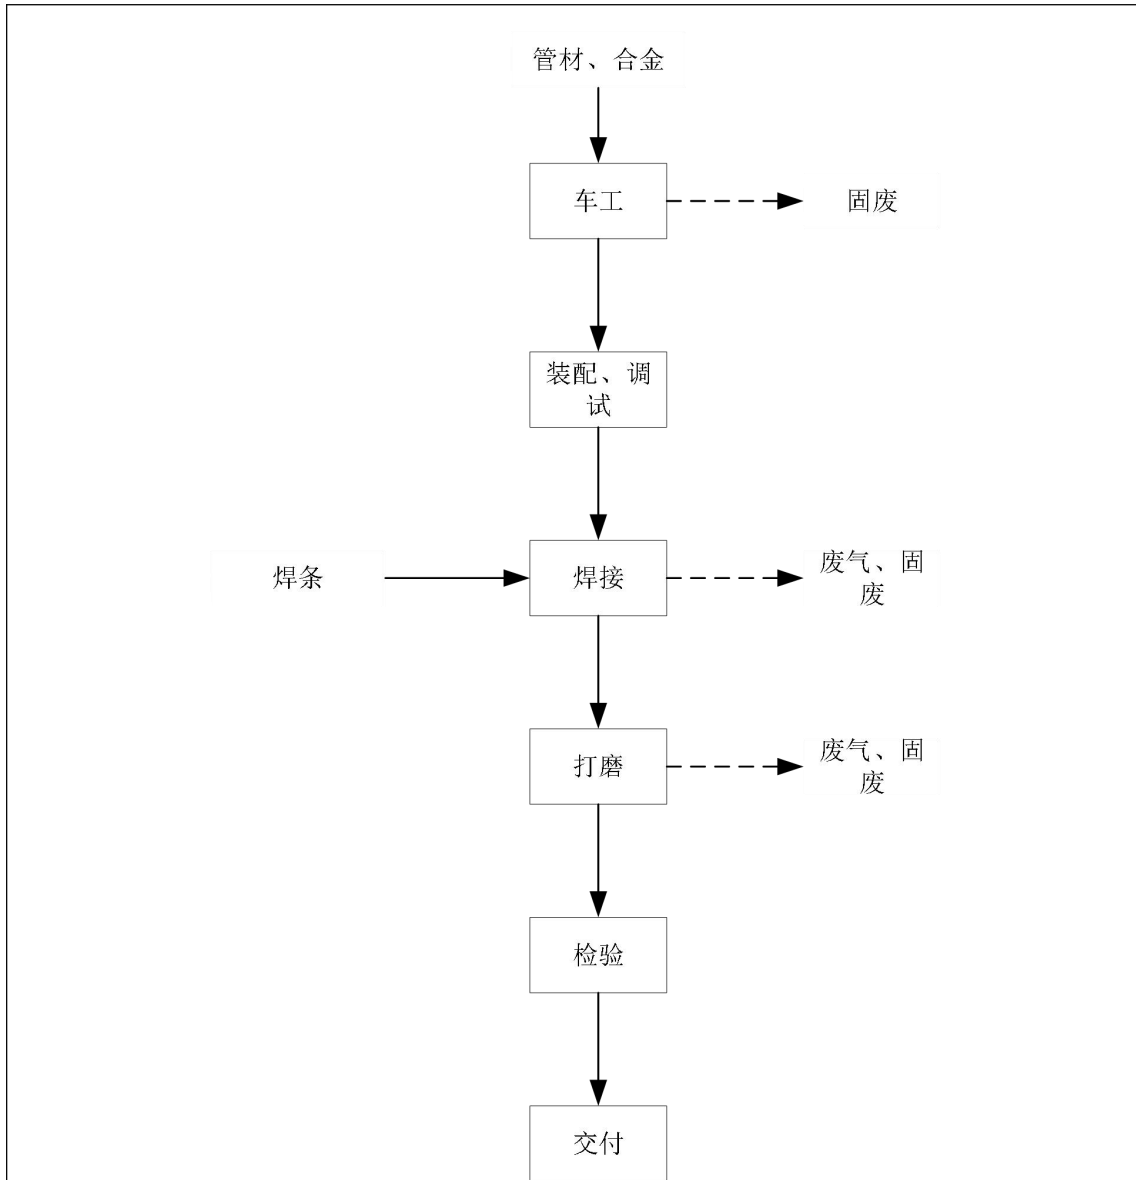 管材、合金
车工
固废
装配、调
试
焊条
焊接
废气、固
废
打磨
废气、固
废
检验
交付